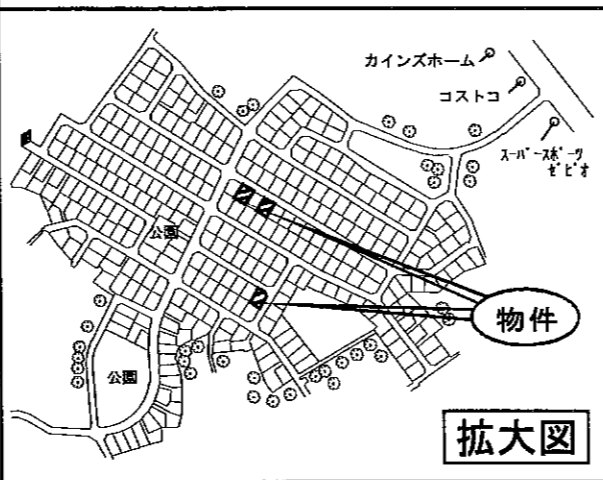 カインズホーム
コストコ
スーパースポーツ
ゼビオ
公園
物件
公園
拡大図